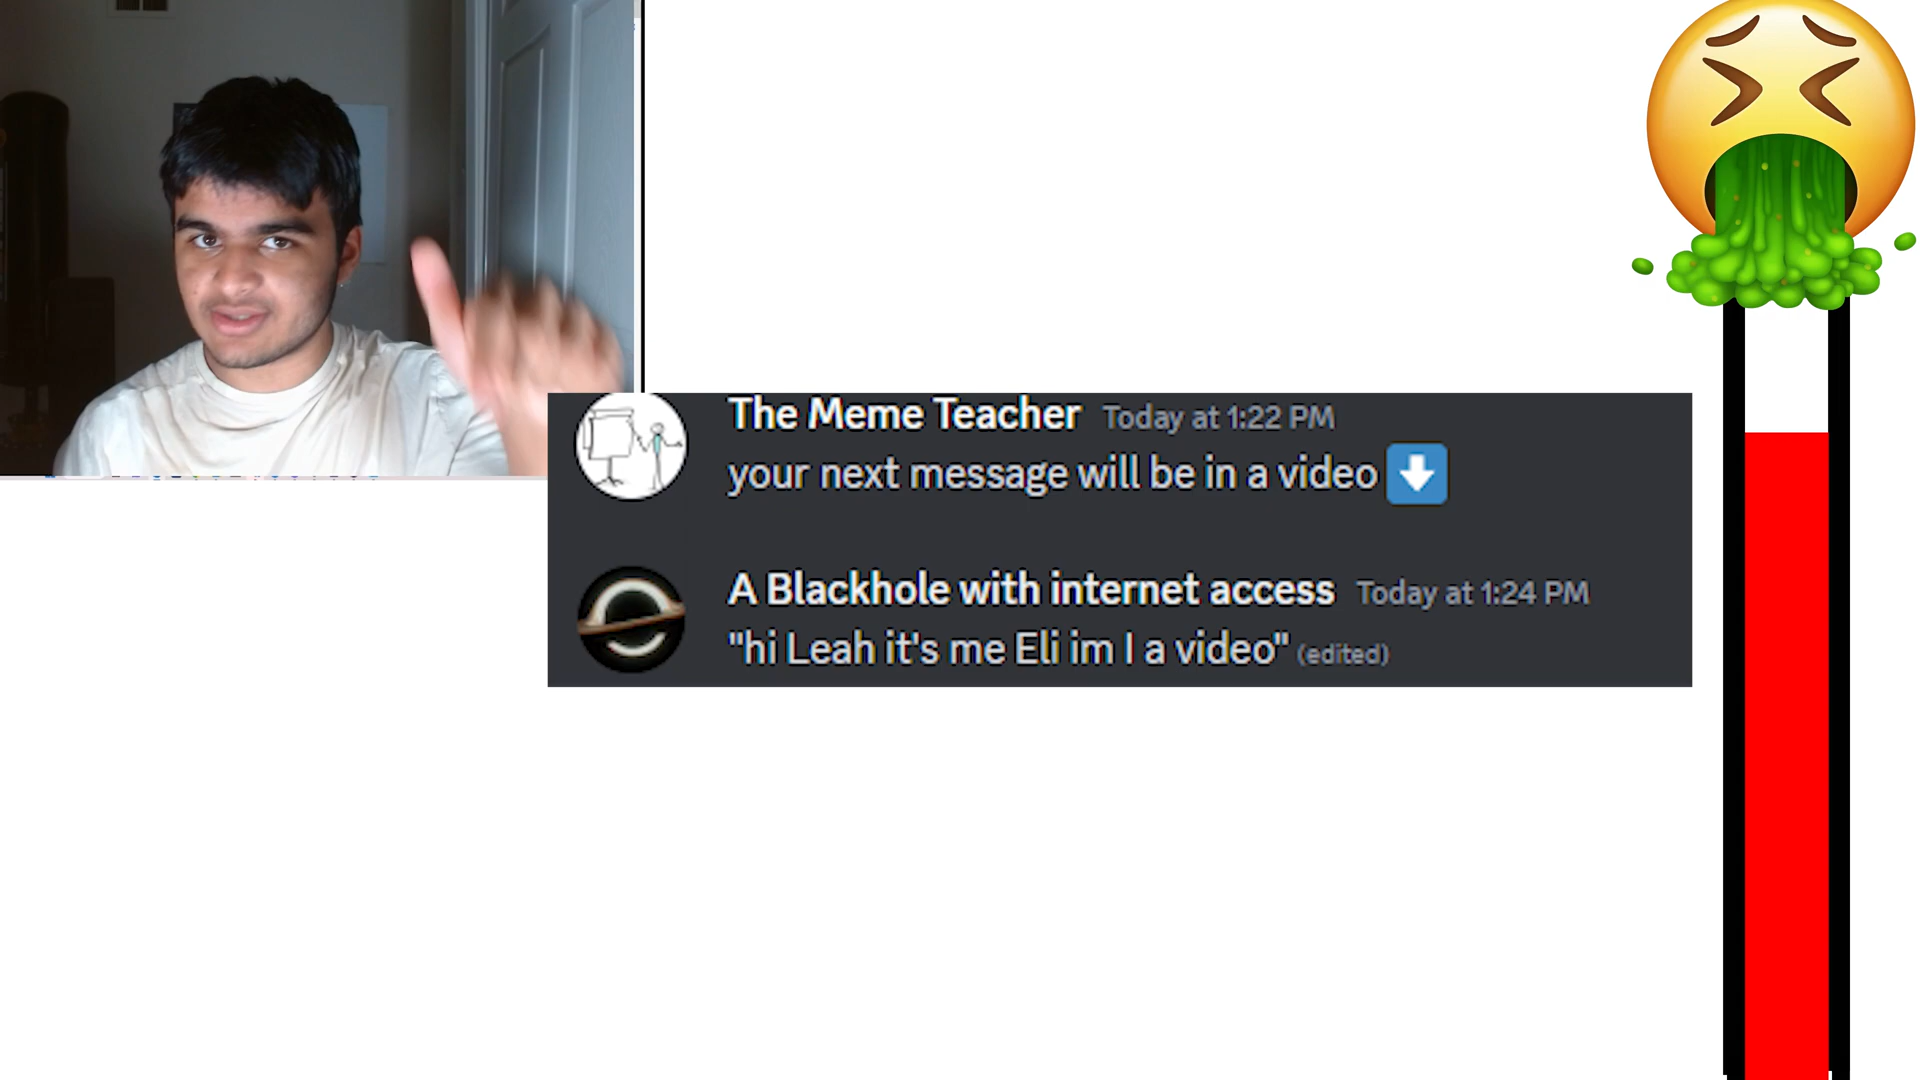 The Meme Teacher Today at 1:22 PM
your next message will be in a video ⬇️
A Blackhole with internet access Today at 1:24 PM
"hi Leah it's me Eli im I a video" (edited)